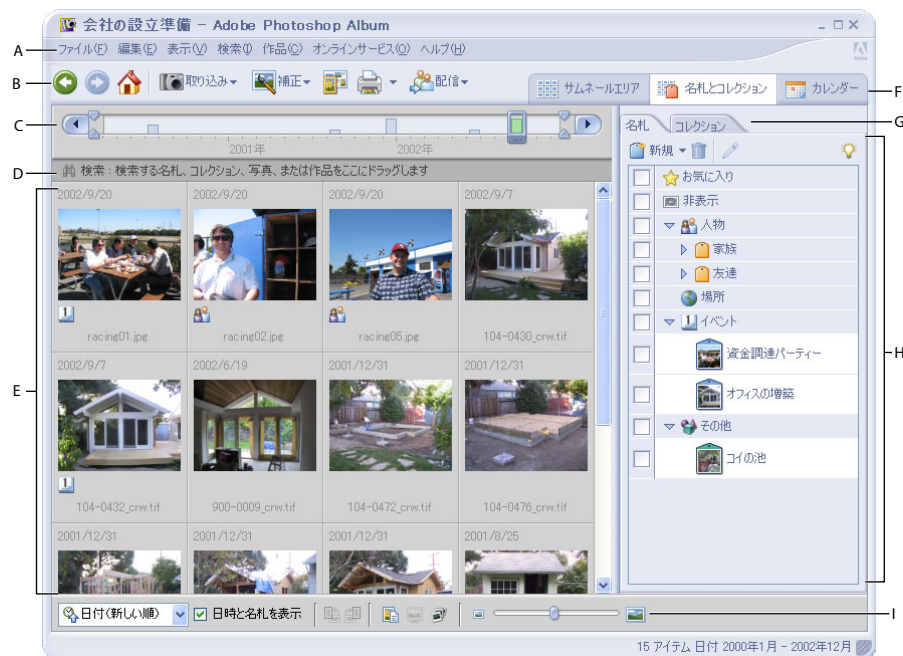 会社の設立準備 - Adobe Photoshop Album
A
ファイル(F) 編集(E) 表示(V) 検索(I) 作品(C) オンラインサービス(O) ヘルプ(H)
Adobe
B
取り込み 補正 配信
サムネールエリア 名札とコレクション カレンダー
F
C
2001年 2002年
名札 コレクション
G
新規
D
検索 : 検索する名札、コレクション、写真、または作品をここにドラッグします
E
2002/9/20 2002/9/20 2002/9/20 2002/9/7
1
racing01.jpg racing02.jpg racing05.jpg 104-0430_crw.tif
2002/9/7 2002/6/19 2001/12/31 2001/12/31
1
104-0432_crw.tif 900-0009_crw.tif 104-0472_crw.tif 104-0476_crw.tif
2001/12/31 2001/12/31 2001/12/31 2001/8/25
お気に入り
非表示
人物
家族
友達
場所
1 イベント
資金調達パーティー
オフィスの増築
その他
コイの池
H
日付(新しい順) 日時と名札を表示
I
15 アイテム 日付 2000年1月 - 2002年12月